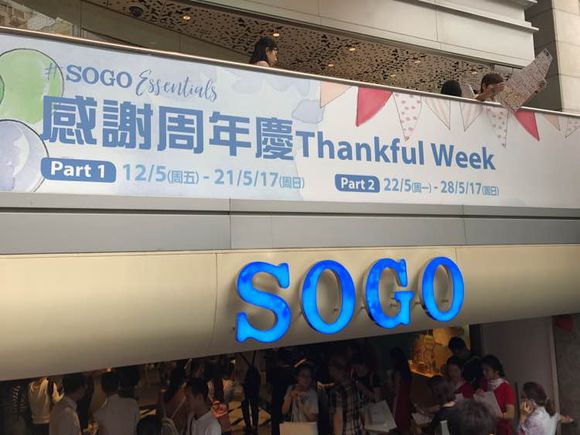 #SOGO Essentials
感謝周年慶Thankful Week
Part 1 12/5(周五) - 21/5/17(周日) Part 2 22/5(周一) - 28/5/17(周日)
SOGO